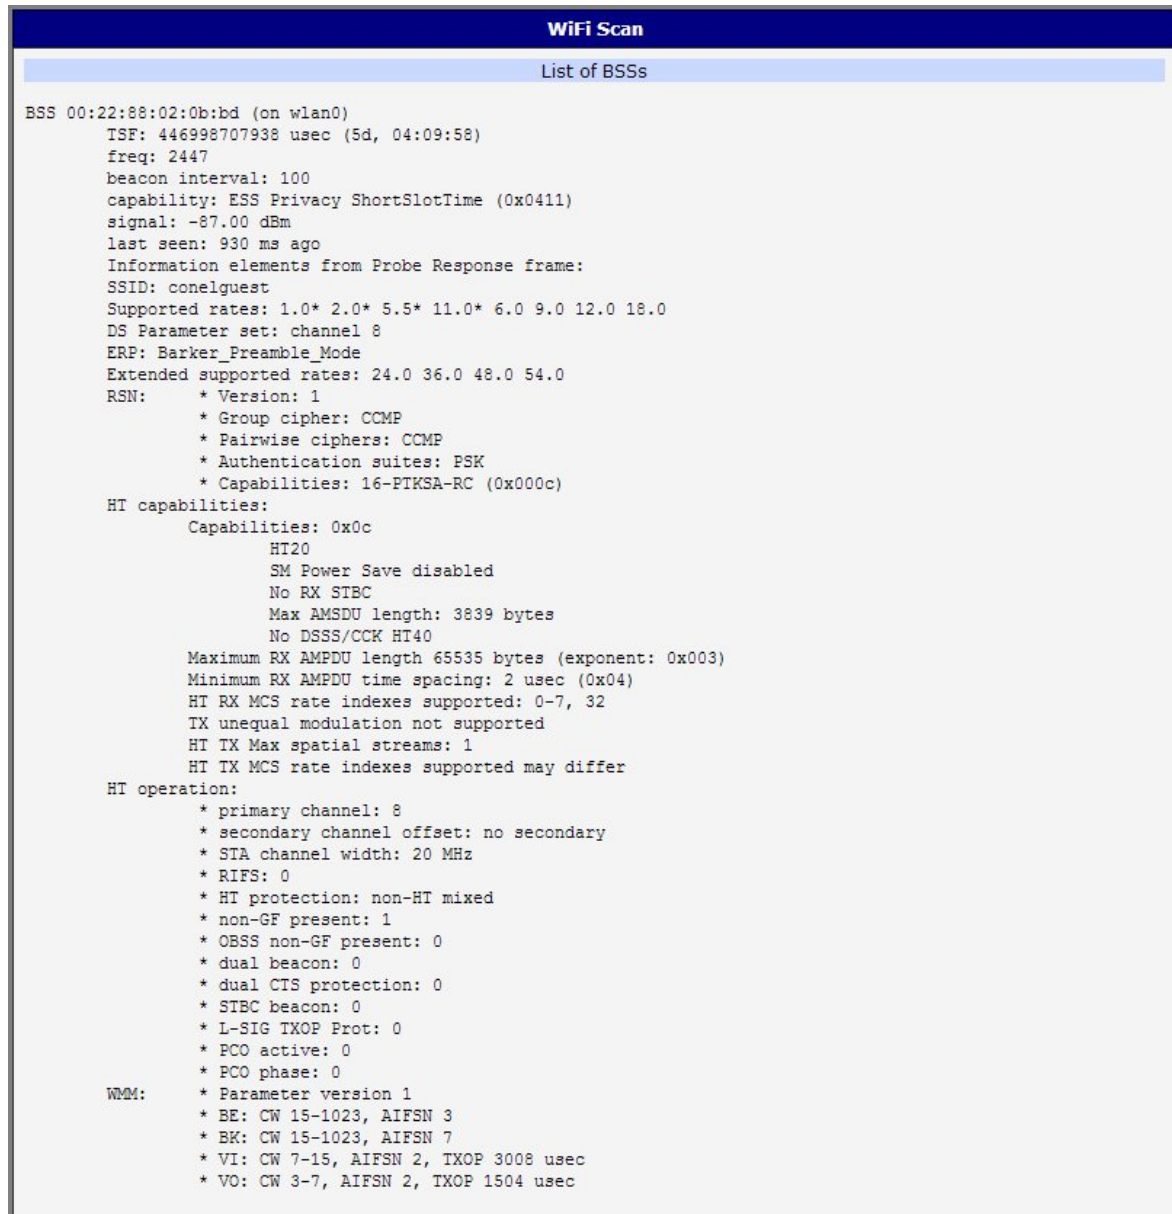 WiFi Scan
List of BSSs
BSS 00:22:88:02:0b:bd (on wlan0)
TSF: 446998707938 usec (5d, 04:09:58)
freq: 2447
beacon interval: 100
capability: ESS Privacy ShortSlotTime (0x0411)
signal: -87.00 dBm
last seen: 930 ms ago
Information elements from Probe Response frame:
SSID: conelguest
Supported rates: 1.0* 2.0* 5.5* 11.0* 6.0 9.0 12.0 18.0
DS Parameter set: channel 8
ERP: Barker_Preamble_Mode
Extended supported rates: 24.0 36.0 48.0 54.0
RSN: * Version: 1
* Group cipher: CCMP
* Pairwise ciphers: CCMP
* Authentication suites: PSK
* Capabilities: 16-PTKSA-RC (0x000c)
HT capabilities:
Capabilities: 0x0c
HT20
SM Power Save disabled
No RX STBC
Max AMSDU length: 3839 bytes
No DSSS/CCK HT40
Maximum RX AMPDU length 65535 bytes (exponent: 0x003)
Minimum RX AMPDU time spacing: 2 usec (0x04)
HT RX MCS rate indexes supported: 0-7, 32
TX unequal modulation not supported
HT TX Max spatial streams: 1
HT TX MCS rate indexes supported may differ
HT operation:
* primary channel: 8
* secondary channel offset: no secondary
* STA channel width: 20 MHz
* RIFS: 0
* HT protection: non-HT mixed
* non-GF present: 1
* OBSS non-GF present: 0
* dual beacon: 0
* dual CTS protection: 0
* STBC beacon: 0
* L-SIG TXOP Prot: 0
* PCO active: 0
* PCO phase: 0
WMM: * Parameter version 1
* BE: CW 15-1023, AIFSN 3
* BK: CW 15-1023, AIFSN 7
* VI: CW 7-15, AIFSN 2, TXOP 3008 usec
* VO: CW 3-7, AIFSN 2, TXOP 1504 usec